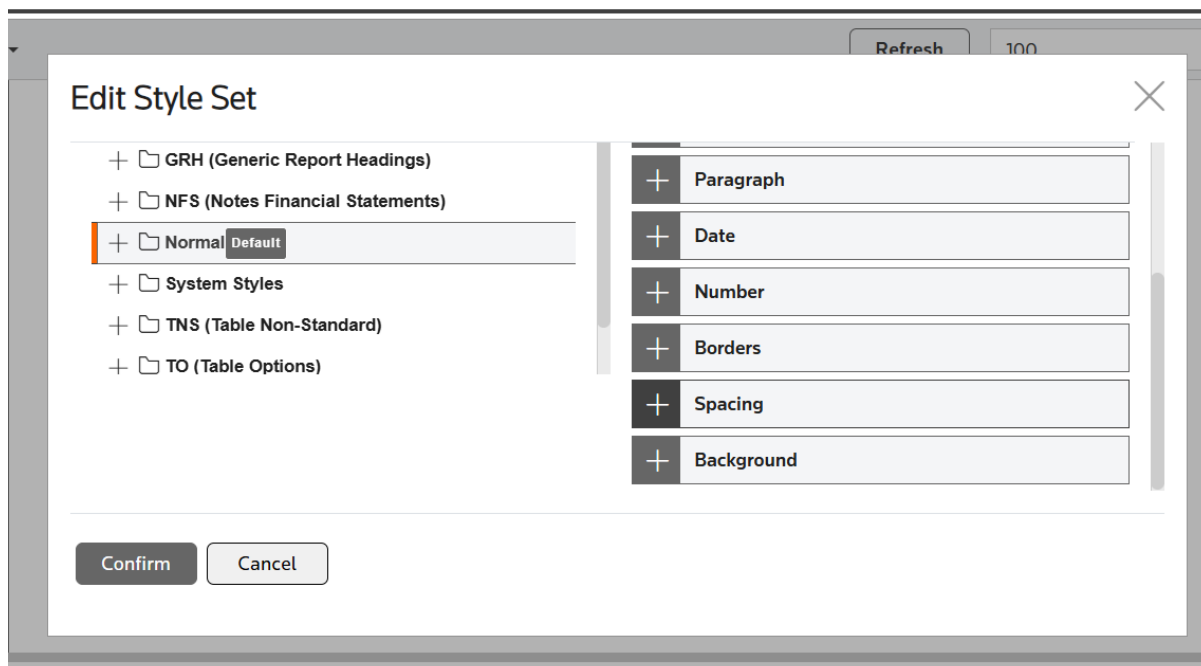 Refresh
100
Edit Style Set
GRH (Generic Report Headings)
NFS (Notes Financial Statements)
Normal Default
System Styles
TNS (Table Non-Standard)
TO (Table Options)
Paragraph
Date
Number
Borders
Spacing
Background
Confirm
Cancel